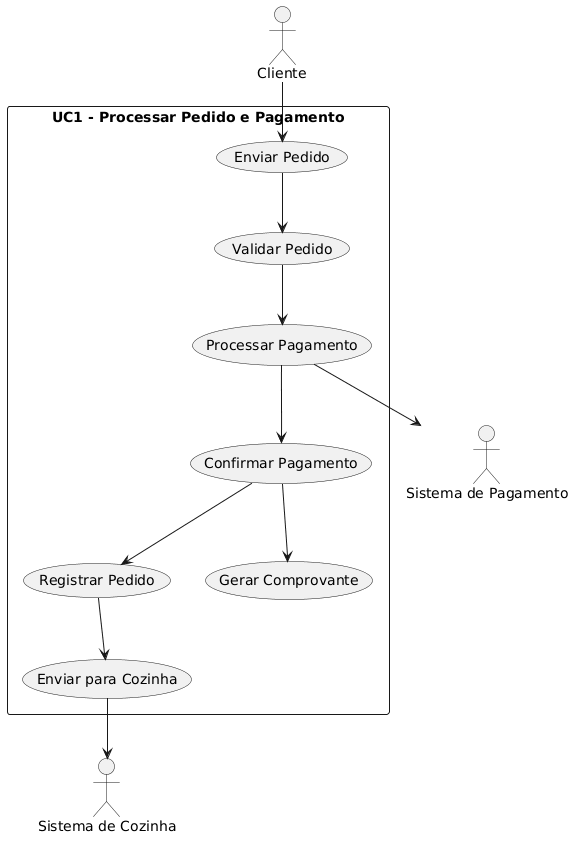 Cliente
UC1 - Processar Pedido e Pagamento
Enviar Pedido
Validar Pedido
Processar Pagamento
Confirmar Pagamento
Sistema de Pagamento
Registrar Pedido
Gerar Comprovante
Enviar para Cozinha
Sistema de Cozinha